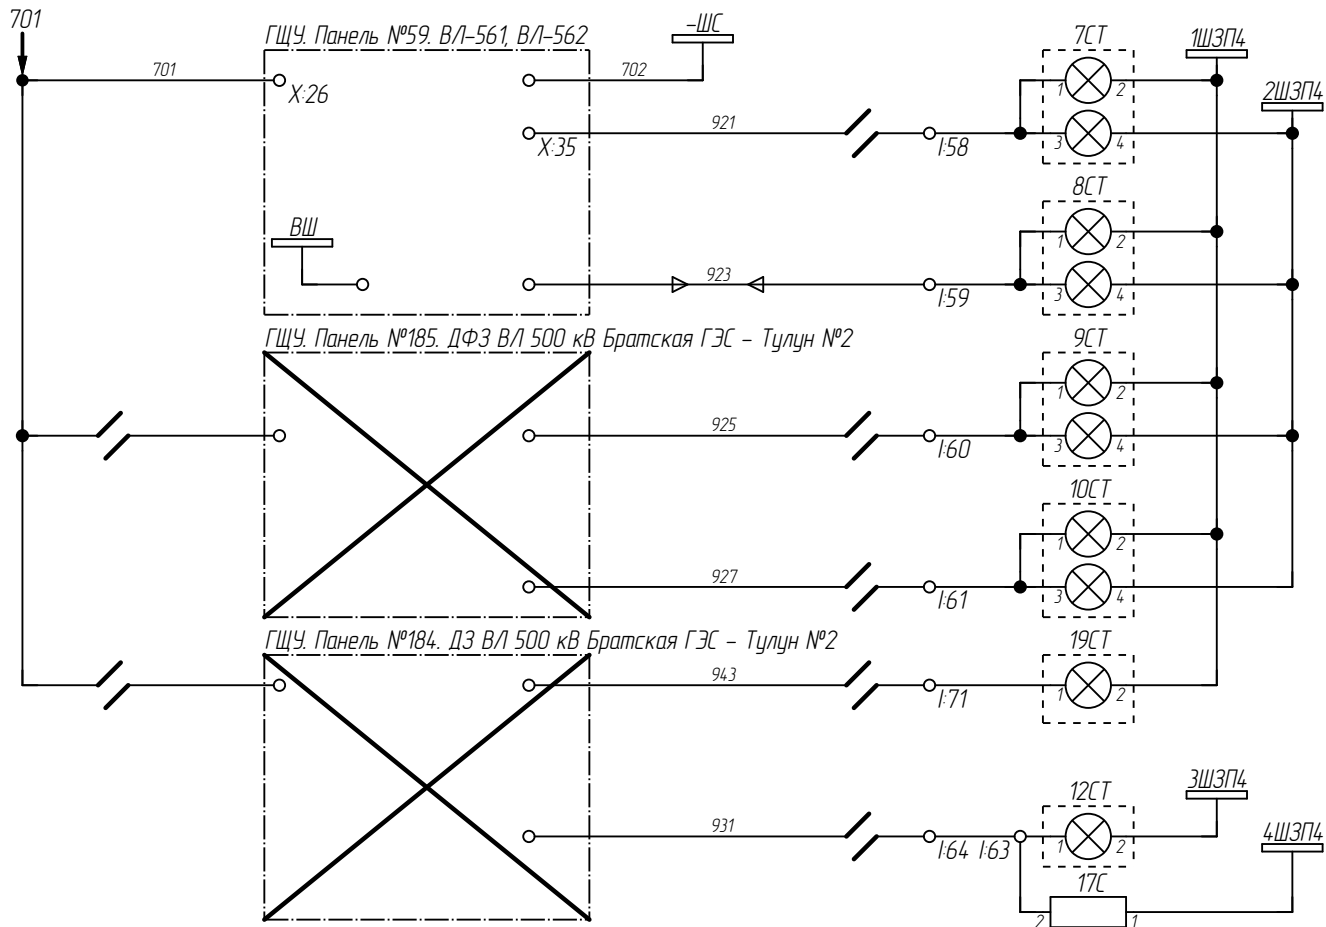 701
ГЩУ. Панель №59. ВЛ-561, ВЛ-562
-ШС
7СТ
1ШЗП4
701
X:26
702
1 2
2ШЗП4
921
X:35
I:58
3 4
8СТ
ВШ
1 2
923
I:59
3 4
ГЩУ. Панель №185. ДФЗ ВЛ 500 кВ Братская ГЭС - Тулун №2
9СТ
1 2
925
I:60
3 4
10СТ
1 2
927
I:61
3 4
ГЩУ. Панель №184. ДЗ ВЛ 500 кВ Братская ГЭС - Тулун №2
19СТ
943
I:71
1 2
12СТ
3ШЗП4
931
I:64 I:63
1 2
4ШЗП4
17С
2 1